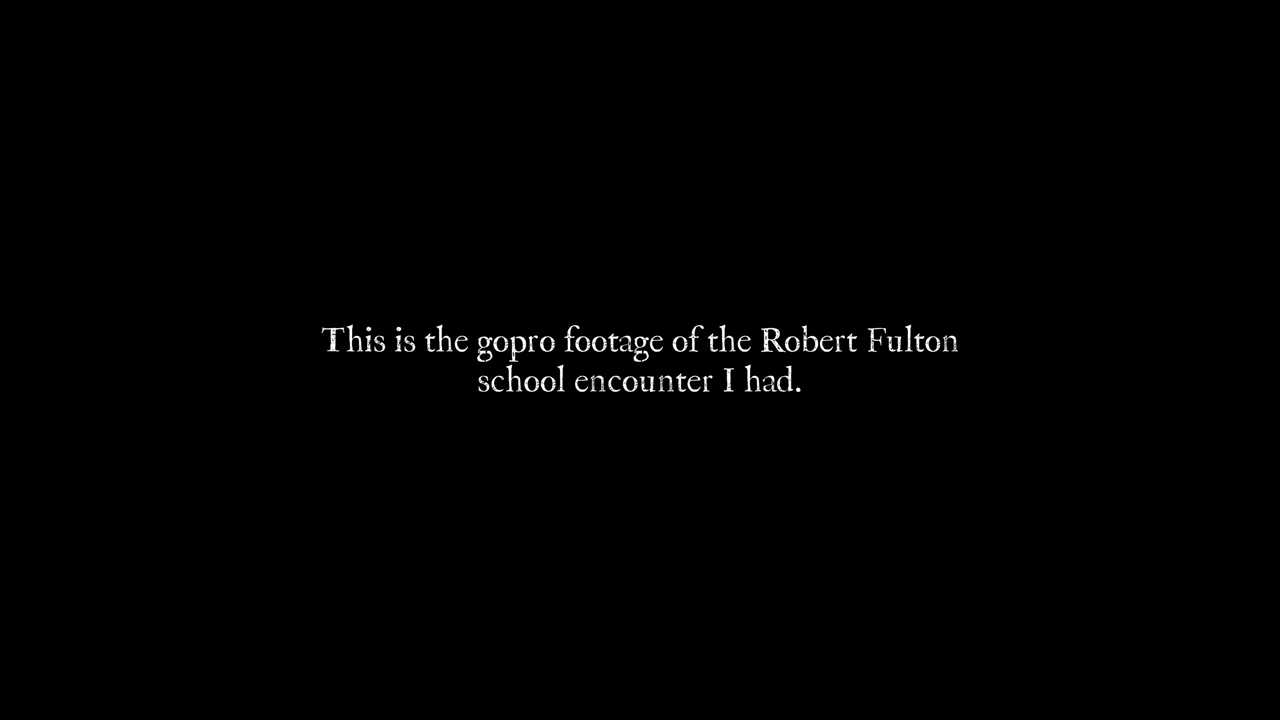 This is the gopro footage of the Robert Fulton
school encounter I had.